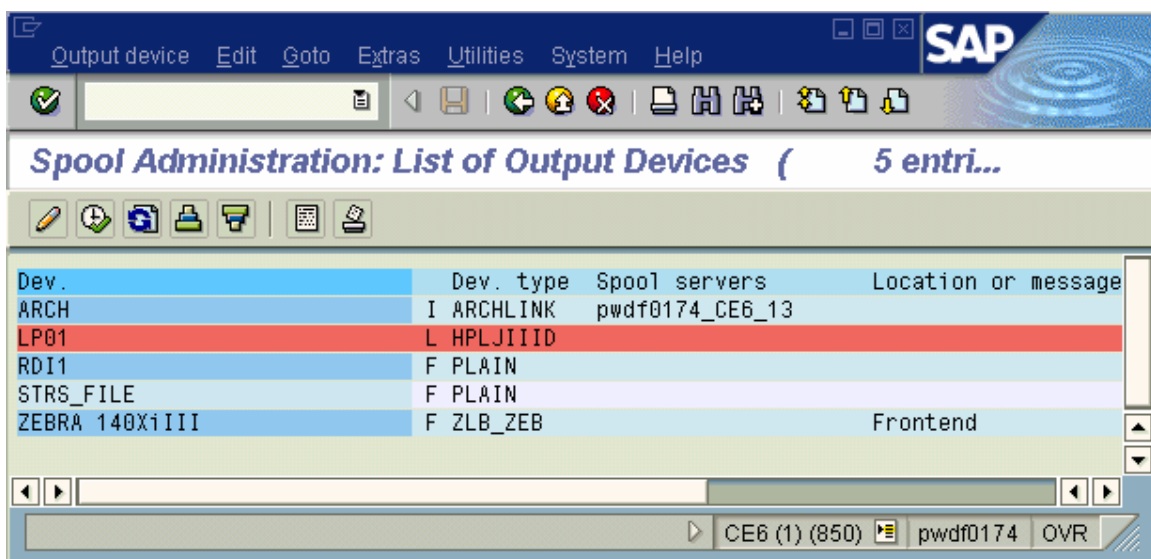 Output device Edit Goto Extras Utilities System Help
SAP
Spool Administration: List of Output Devices ( 5 entri...
Dev. Dev. type Spool servers Location or message
ARCH I ARCHLINK pwdf0174_CE6_13
LP01 L HPLJIIID
RDI1 F PLAIN
STRS_FILE F PLAIN
ZEBRA 140XiIII F ZLB_ZEB Frontend
CE6 (1) (850) pwdf0174 OVR